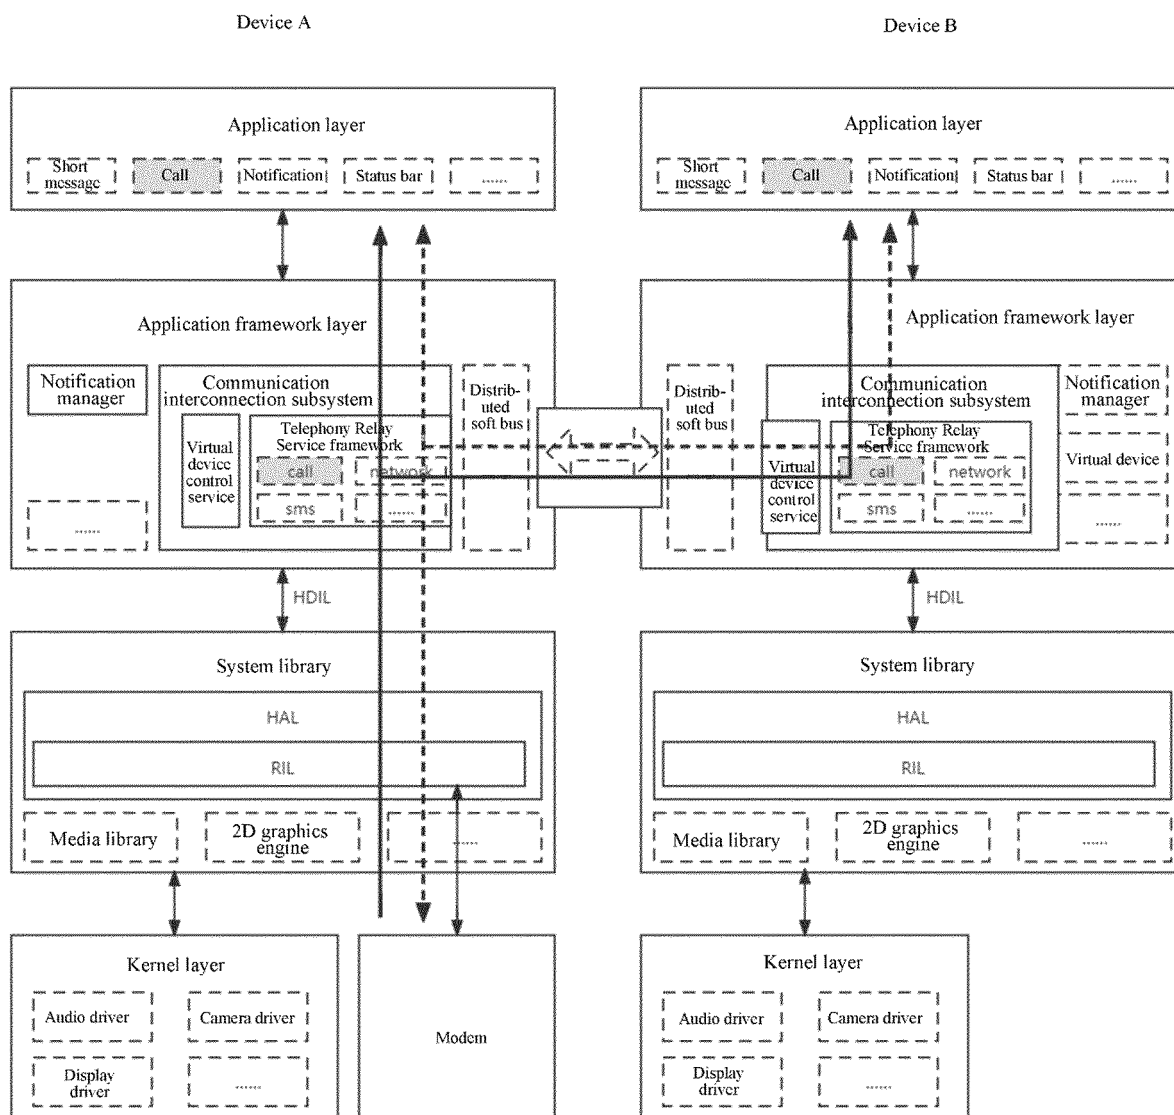 Device A
Device B
Application layer
Short
message
Call
Notification
Status bar
......
Application layer
Short
message
Call
Notification
Status bar
......
Application framework layer
Notification
manager
......
Communication
interconnection subsystem
Virtual
device
control
service
Telephony Relay
Service framework
call
network
sms
......
Distrib-
uted
soft bus
Application framework layer
Distrib-
uted
soft bus
Communication
interconnection subsystem
Virtual
device
control
service
Telephony Relay
Service framework
call
network
sms
......
Notification
manager
Virtual device
......
HDIL
HDIL
System library
HAL
RIL
Media library
2D graphics
engine
......
System library
HAL
RIL
Media library
2D graphics
engine
......
Kernel layer
Audio driver
Camera driver
Display
driver
......
Modem
Kernel layer
Audio driver
Camera driver
Display
driver
......